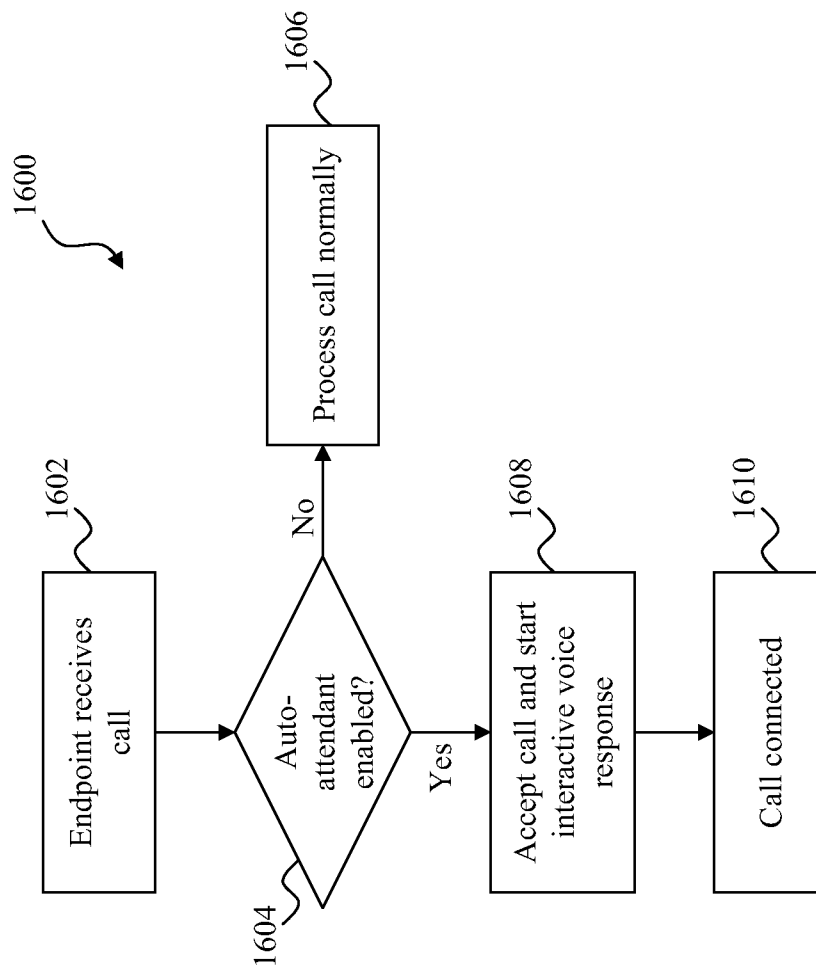 1600
1602
Endpoint receives
call
1604
Auto-
attendant
enabled?
No
1606
Process call normally
Yes
1608
Accept call and start
interactive voice
response
1610
Call connected